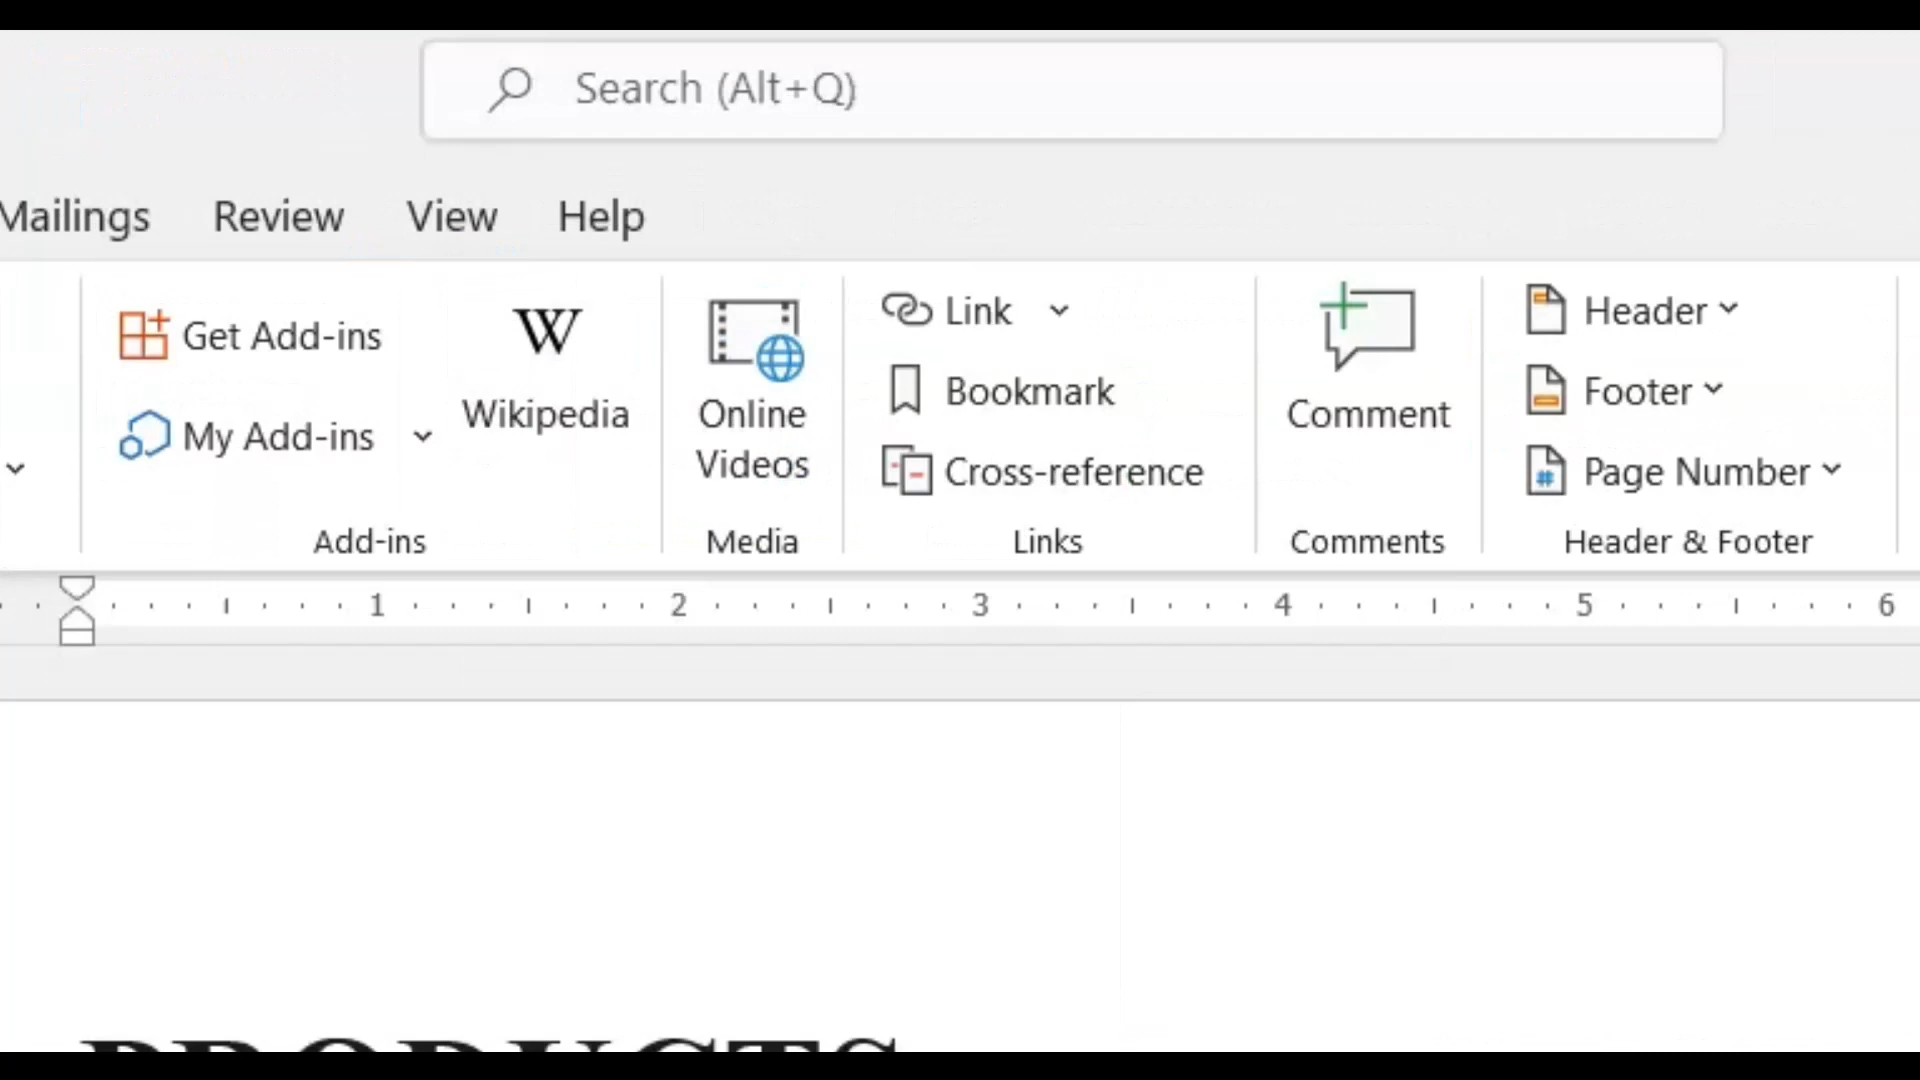 Search (Alt+Q)
Mailings Review View Help
Get Add-ins
My Add-ins
W
Wikipedia
Add-ins
Online
Videos
Media
Link
Bookmark
Cross-reference
Links
Comment
Comments
Header
Footer
# Page Number
Header & Footer
1 2 3 4 5 6
PRODUCTS